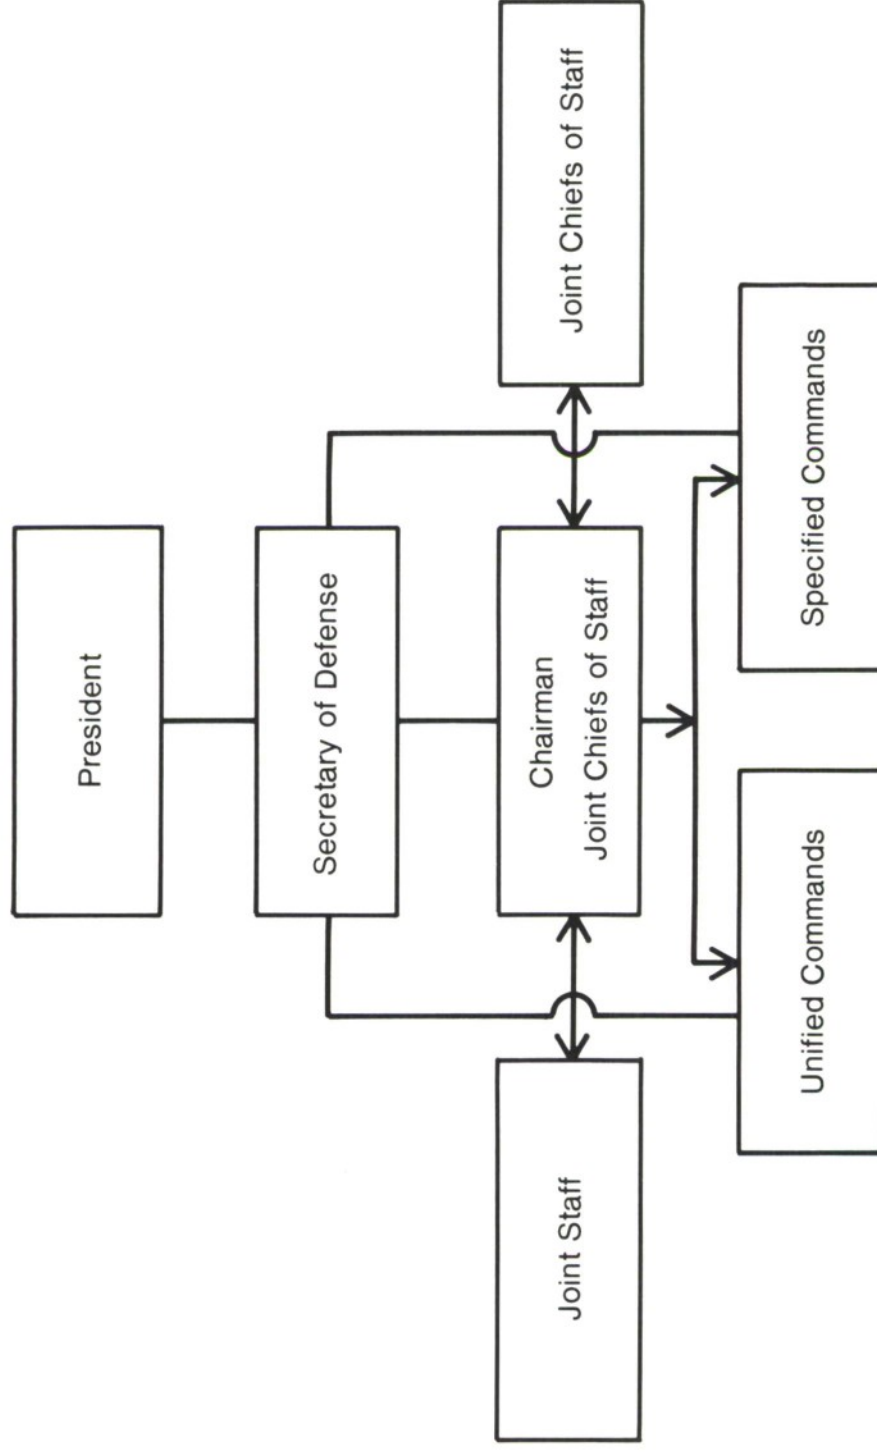 President
Secretary of Defense
Joint Staff
Chairman
Joint Chiefs of Staff
Joint Chiefs of Staff
Unified Commands
Specified Commands